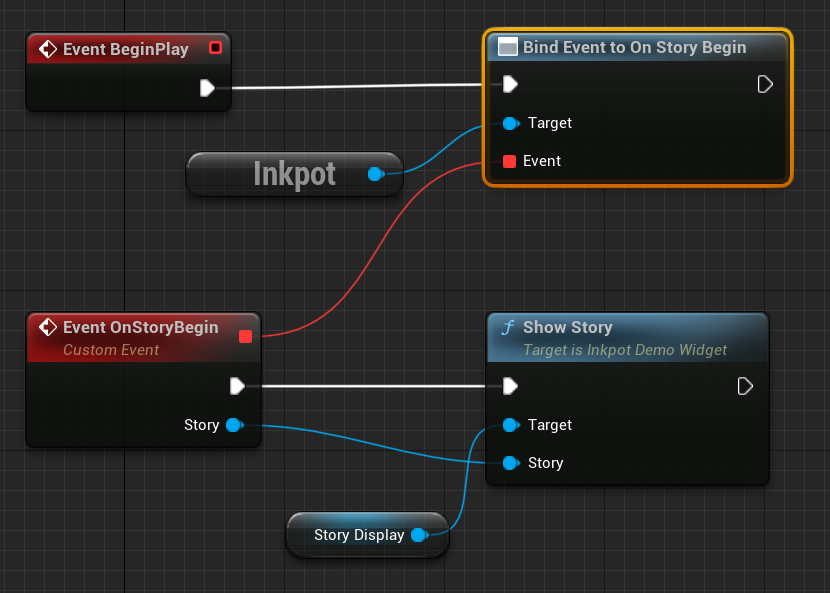 Event BeginPlay
Bind Event to On Story Begin
Target
Inkpot
Event
Event OnStoryBegin
Custom Event
Story
Show Story
Target is Inkpot Demo Widget
Target
Story
Story Display